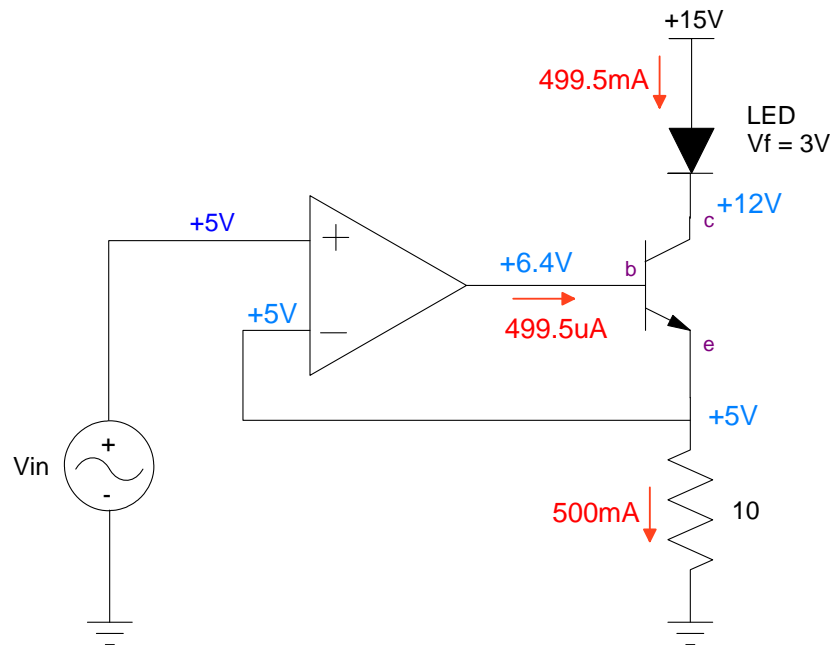 +15V
499.5mA
LED
Vf = 3V
+12V
c
+5V
+
b
+6.4V
+5V
−
499.5uA
e
+5V
Vin
+
-
500mA
10